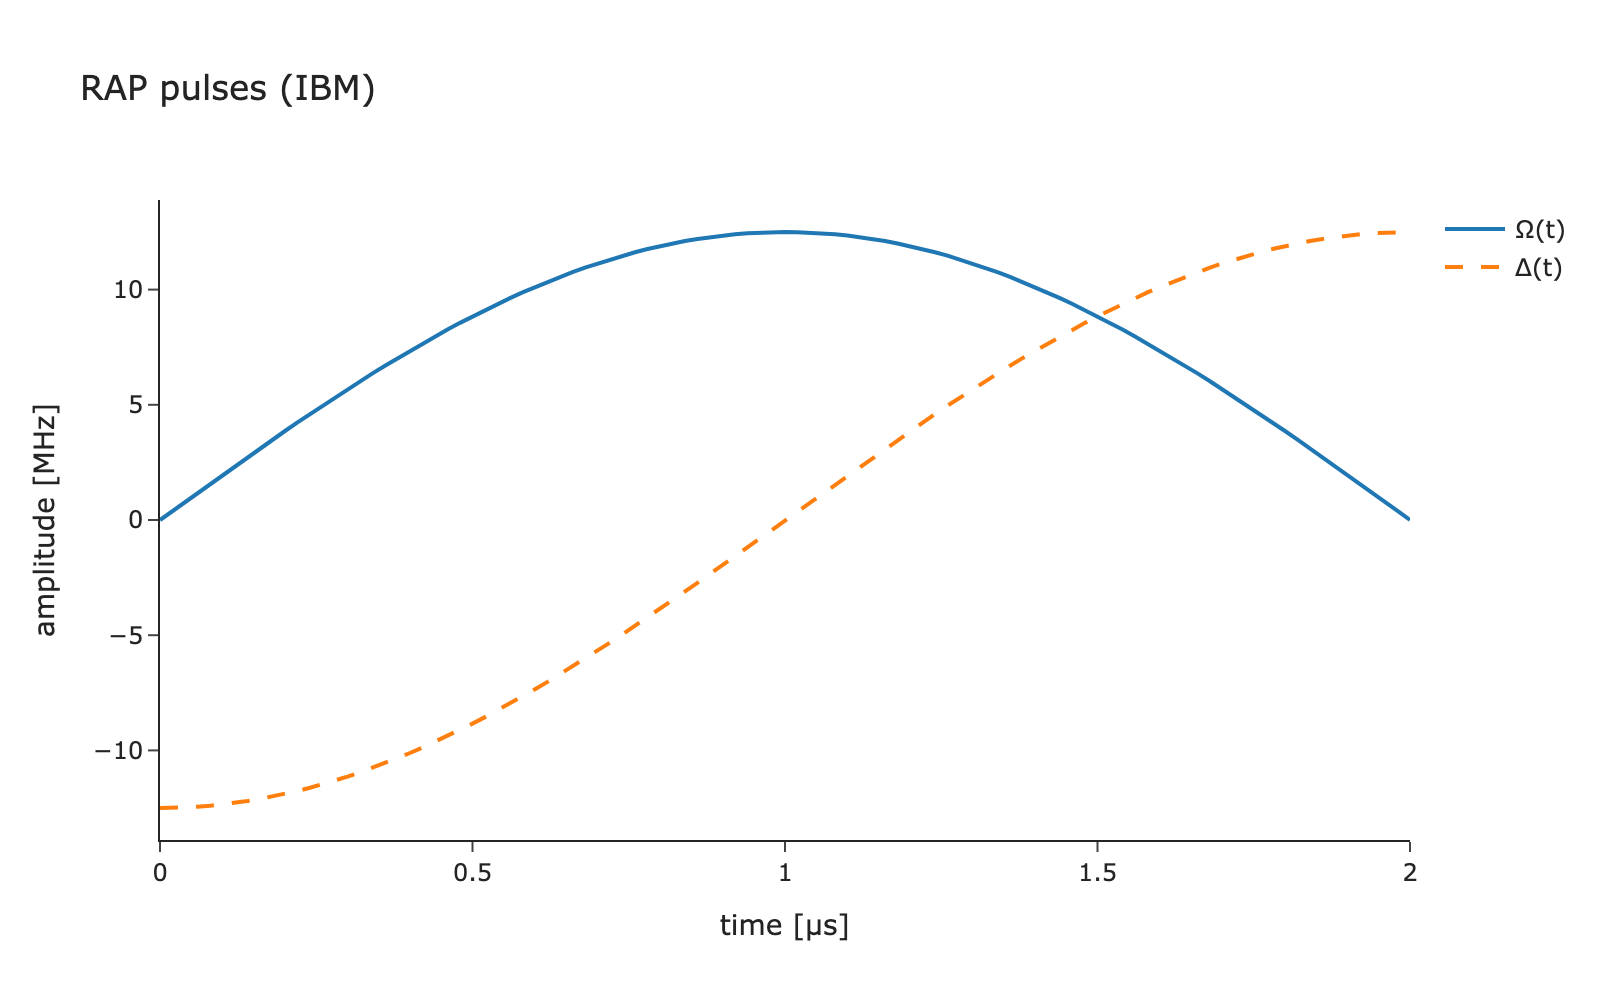 RAP pulses (IBM)
Ω(t)
Δ(t)
10
5
0
−5
−10
amplitude [MHz]
0 0.5 1 1.5 2
time [μs]